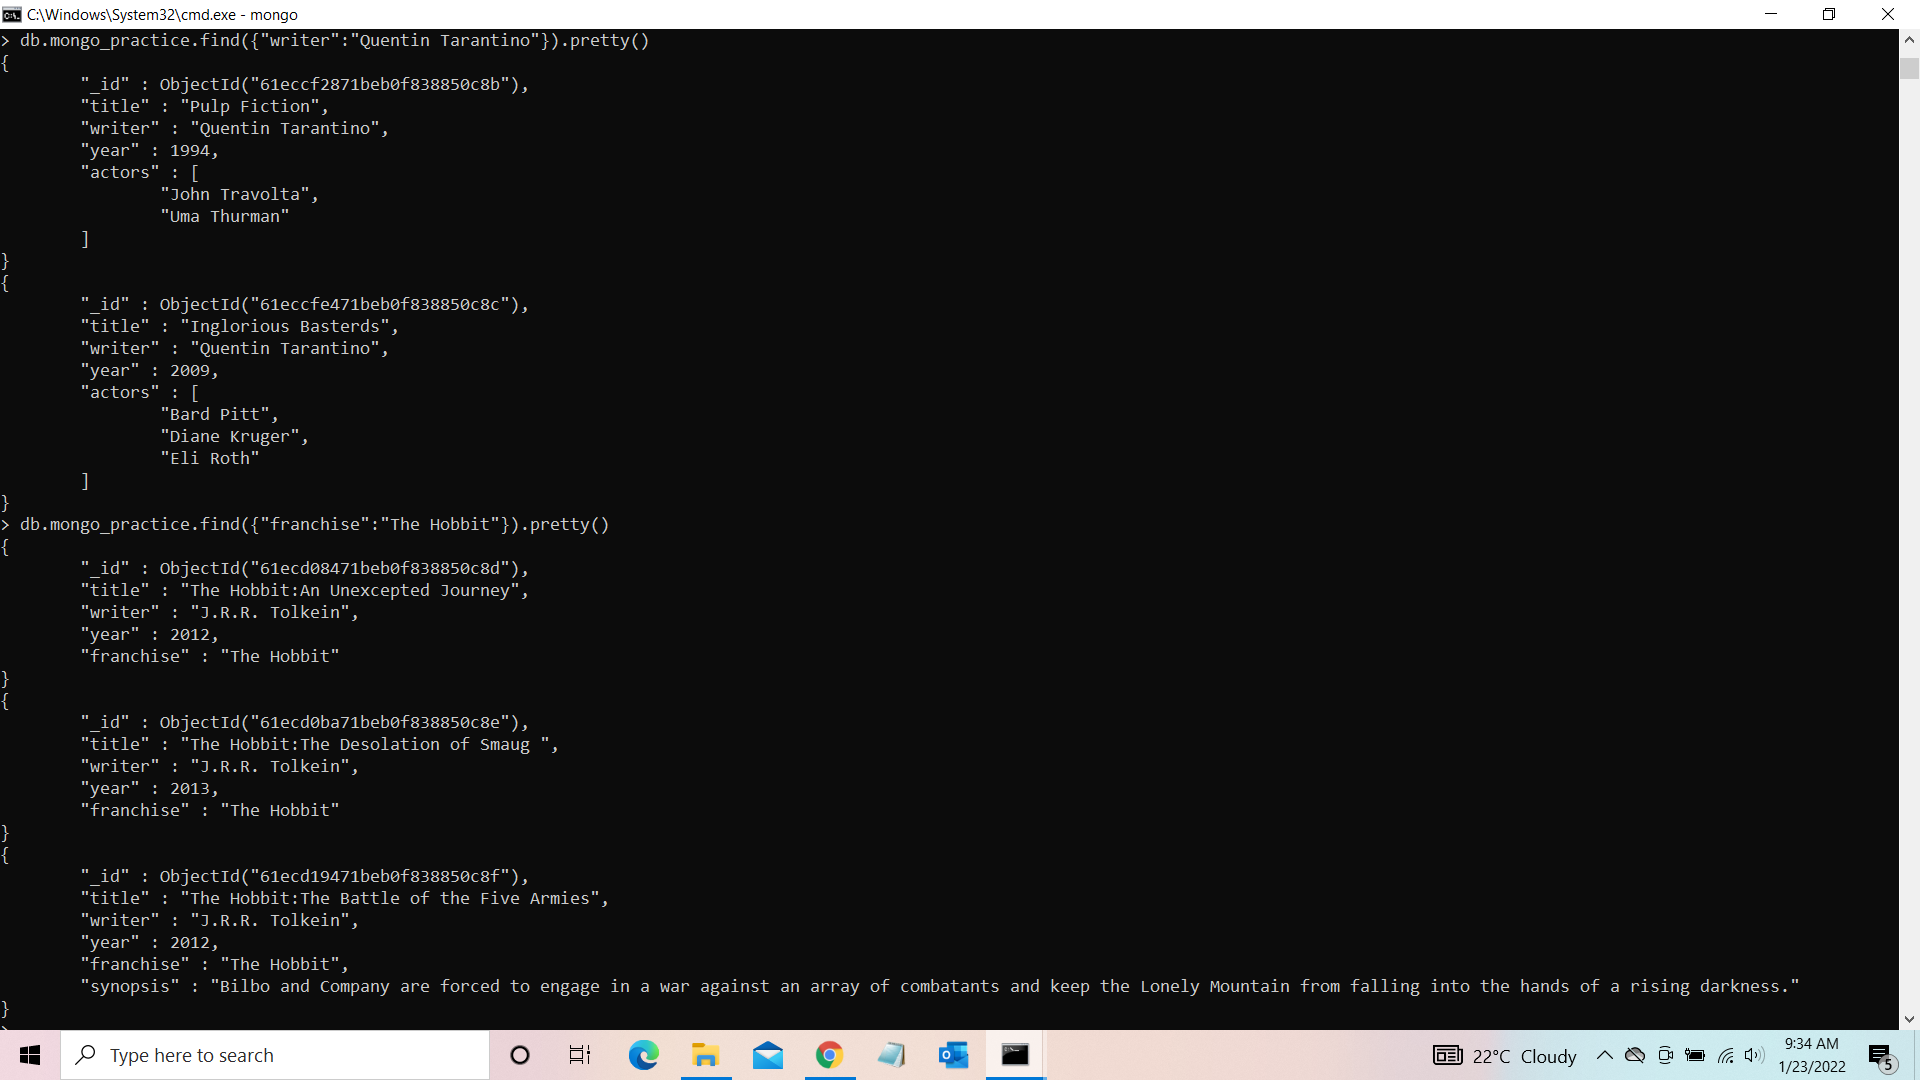 C:\Windows\System32\cmd.exe - mongo
> db.mongo_practice.find({"writer":"Quentin Tarantino"}).pretty()
{
"_id" : ObjectId("61eccf2871beb0f838850c8b"),
"title" : "Pulp Fiction",
"writer" : "Quentin Tarantino",
"year" : 1994,
"actors" : [
"John Travolta",
"Uma Thurman"
]
}
{
"_id" : ObjectId("61eccfe471beb0f838850c8c"),
"title" : "Inglorious Basterds",
"writer" : "Quentin Tarantino",
"year" : 2009,
"actors" : [
"Bard Pitt",
"Diane Kruger",
"Eli Roth"
]
}
> db.mongo_practice.find({"franchise":"The Hobbit"}).pretty()
{
"_id" : ObjectId("61ecd08471beb0f838850c8d"),
"title" : "The Hobbit:An Unexcepted Journey",
"writer" : "J.R.R. Tolkein",
"year" : 2012,
"franchise" : "The Hobbit"
}
{
"_id" : ObjectId("61ecd0ba71beb0f838850c8e"),
"title" : "The Hobbit:The Desolation of Smaug ",
"writer" : "J.R.R. Tolkein",
"year" : 2013,
"franchise" : "The Hobbit"
}
{
"_id" : ObjectId("61ecd19471beb0f838850c8f"),
"title" : "The Hobbit:The Battle of the Five Armies",
"writer" : "J.R.R. Tolkein",
"year" : 2012,
"franchise" : "The Hobbit",
"synopsis" : "Bilbo and Company are forced to engage in a war against an array of combatants and keep the Lonely Mountain from falling into the hands of a rising darkness."
}
>
Type here to search
22°C Cloudy
9:34 AM
1/23/2022
5